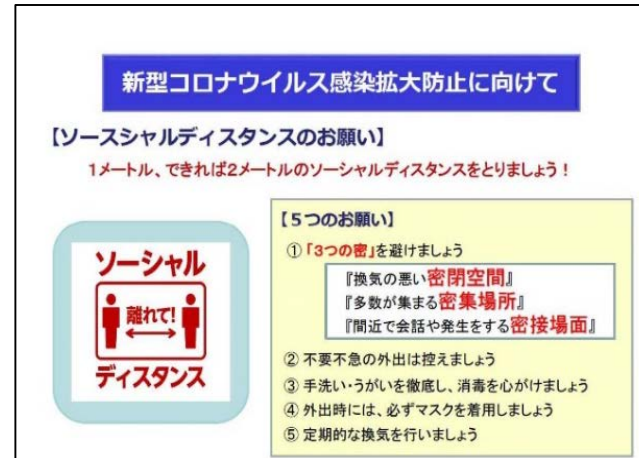 新型コロナウイルス感染拡大防止に向けて
【ソースシャルディスタンスのお願い】
1メートル、できれば2メートルのソーシャルディスタンスをとりましょう！
ソーシャル
離れて!
ディスタンス
【５つのお願い】
①「3つの密」を避けましょう
『換気の悪い密閉空間』
『多数が集まる密集場所』
『間近で会話や発生をする密接場面』
② 不要不急の外出は控えましょう
③ 手洗い・うがいを徹底し、消毒を心がけましょう
④ 外出時には、必ずマスクを着用しましょう
⑤ 定期的な換気を行いましょう